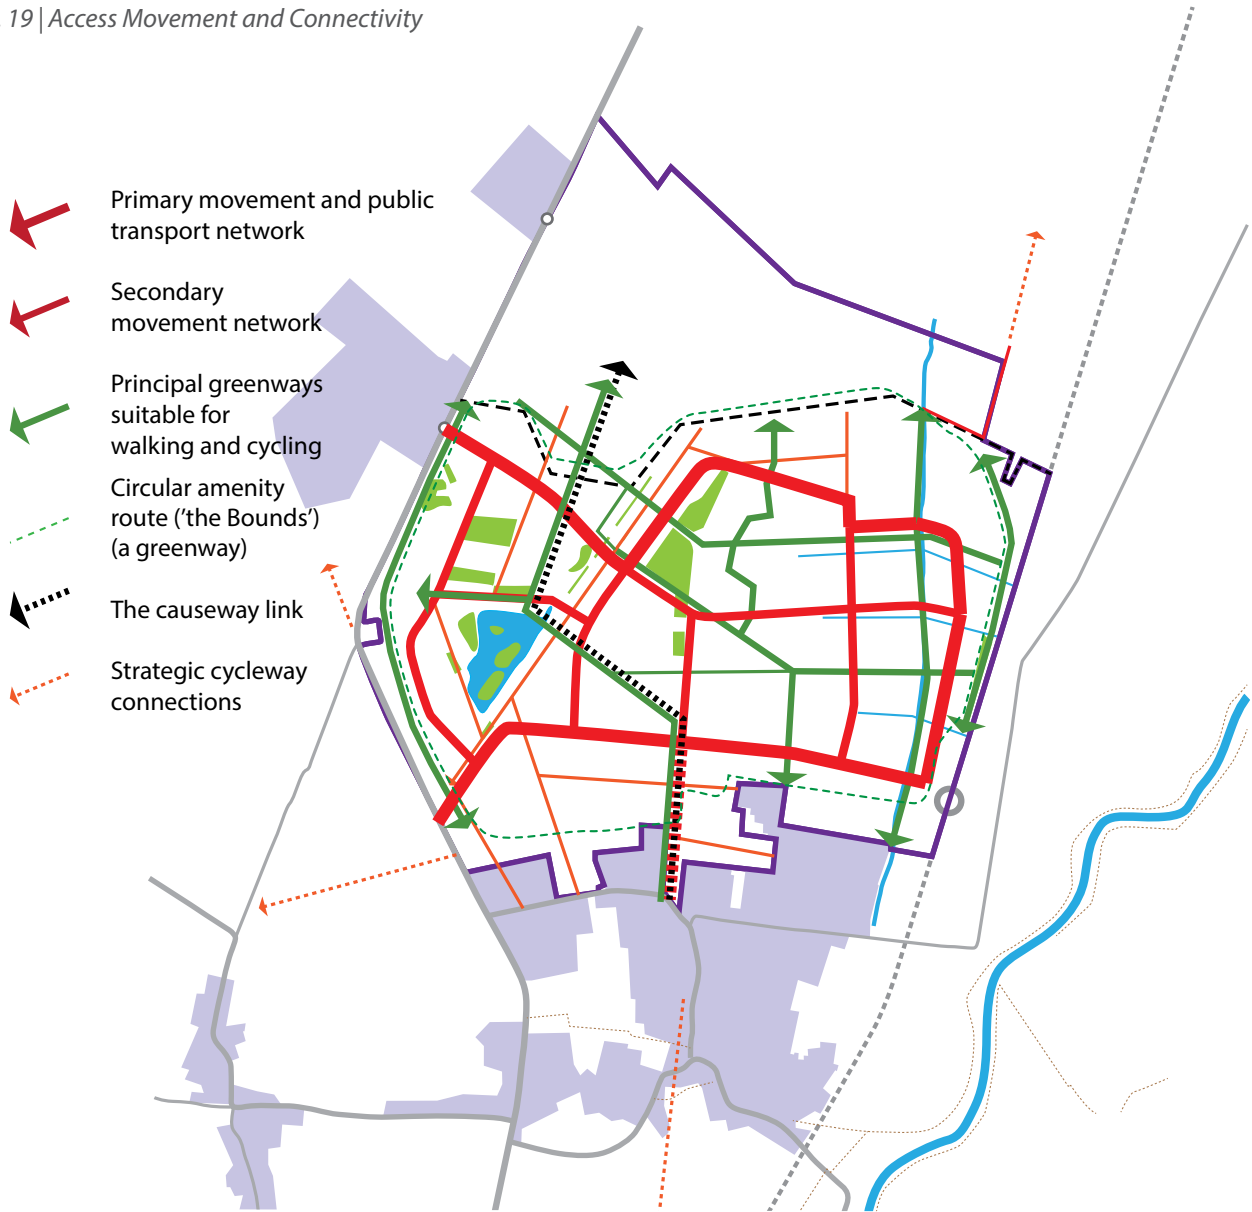 19 | Access Movement and Connectivity
Primary movement and public
transport network
Secondary
movement network
Principal greenways
suitable for
walking and cycling
Circular amenity
route (’the Bounds’)
(a greenway)
The causeway link
Strategic cycleway
connections